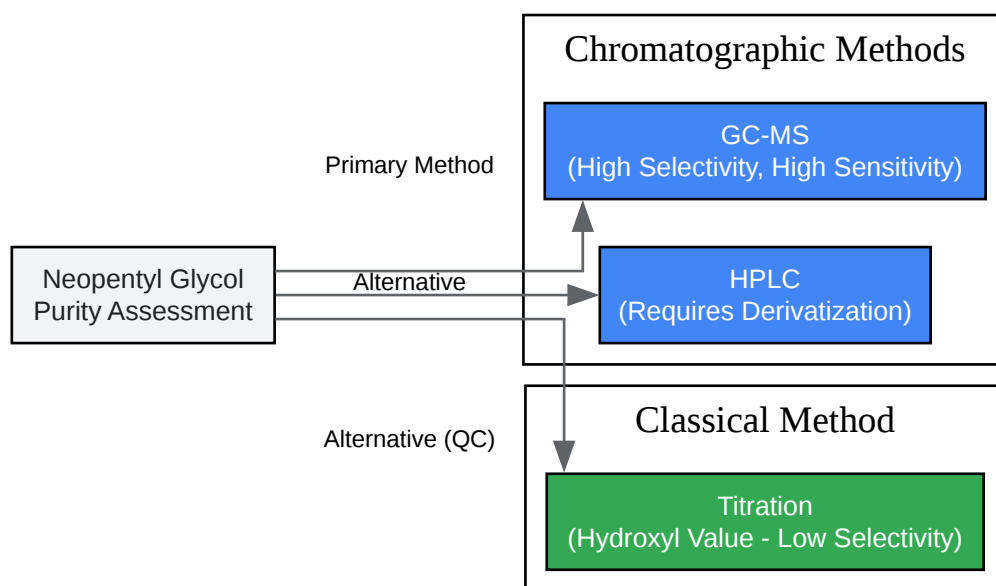 Chromatographic Methods
GC-MS
(High Selectivity, High Sensitivity)
Primary Method
Neopentyl Glycol
Purity Assessment
Alternative
HPLC
(Requires Derivatization)
Classical Method
Alternative (QC)
Titration
(Hydroxyl Value - Low Selectivity)